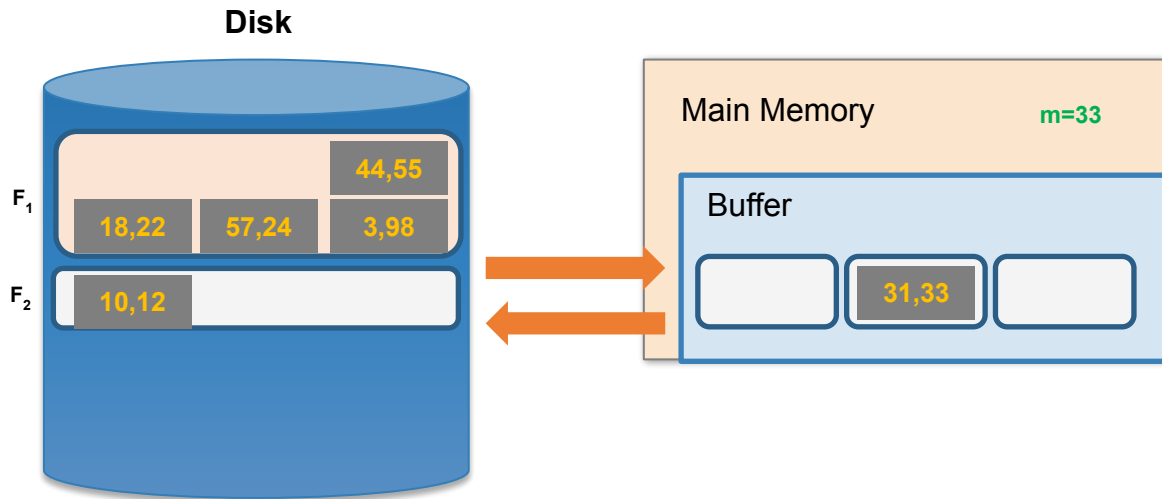 Disk
Main Memory
m=33
44,55
F1
18,22
57,24
3,98
Buffer
F2
10,12
31,33